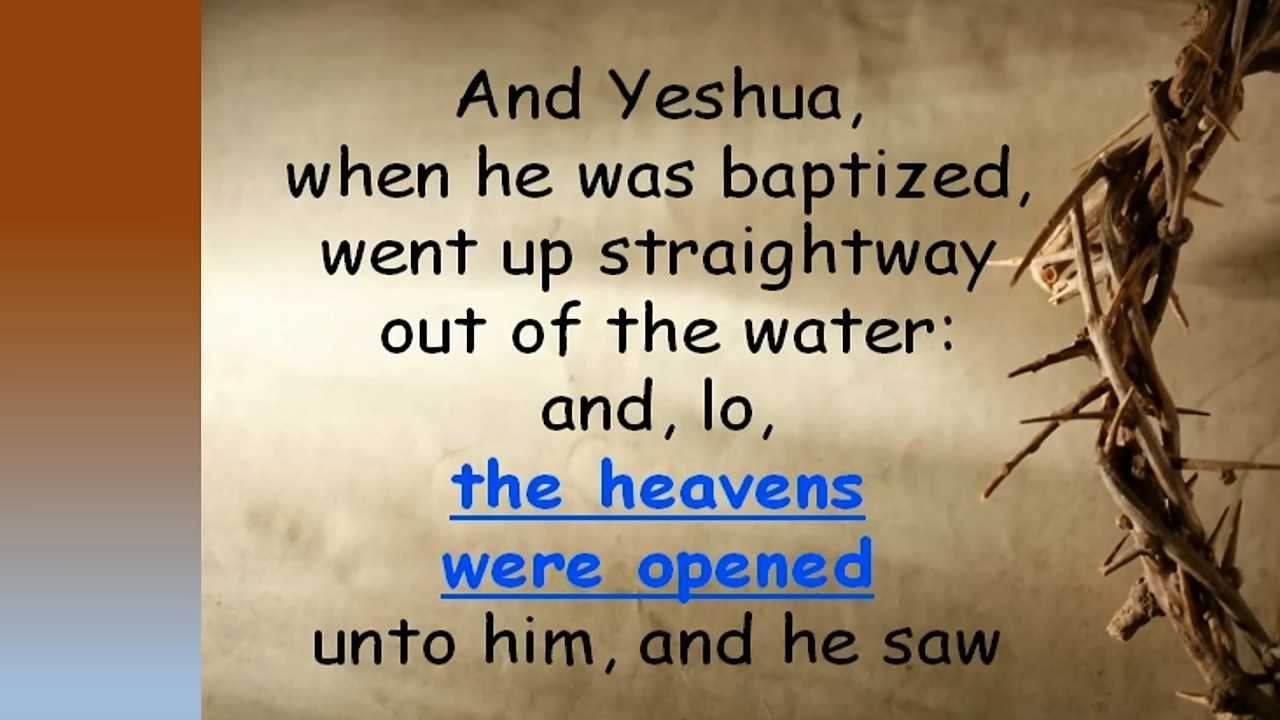 And Yeshua,
when he was baptized,
went up straightway
out of the water:
and, lo,
the heavens
were opened
unto him, and he saw